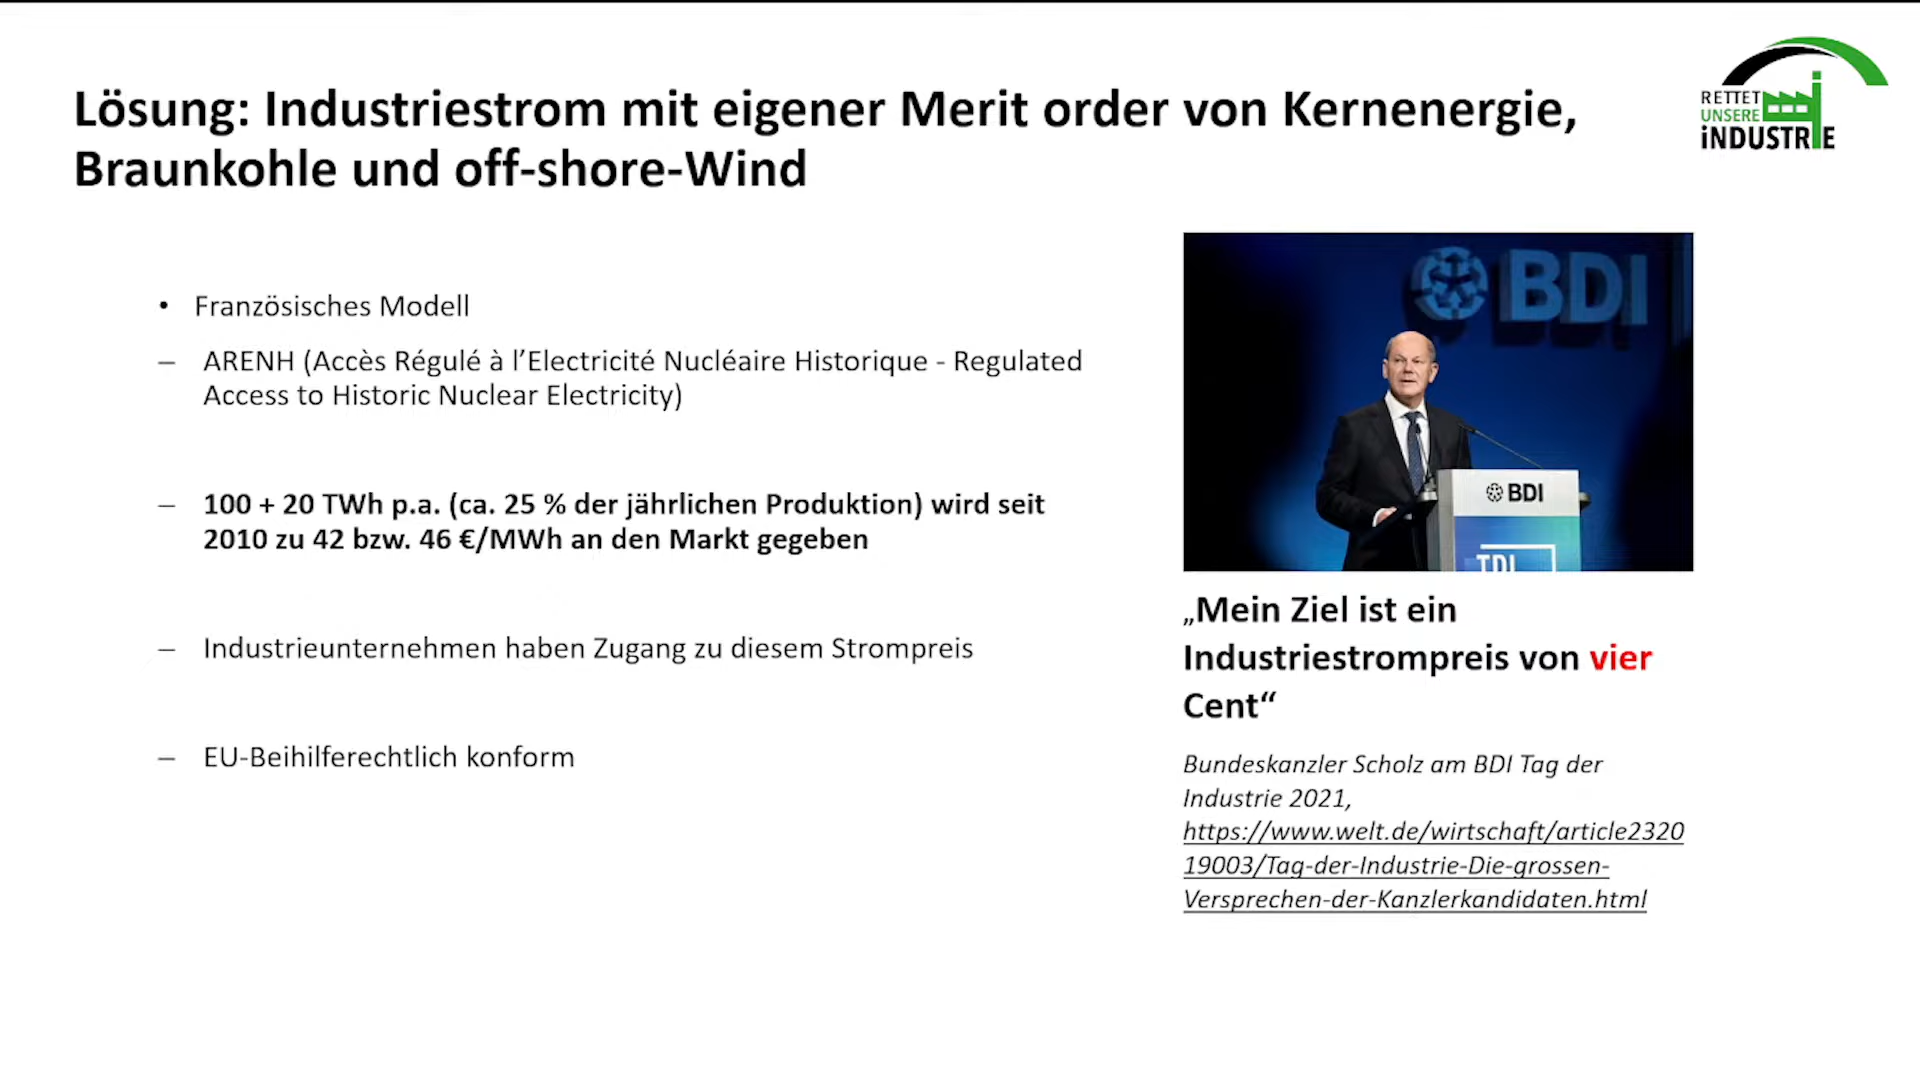 RETTET
UNSERE
iNDUSTRIE
Lösung: Industriestrom mit eigener Merit order von Kernenergie,
Braunkohle und off-shore-Wind
• Französisches Modell
– ARENH (Accès Régulé à l’Electricité Nucléaire Historique - Regulated
Access to Historic Nuclear Electricity)
– 100 + 20 TWh p.a. (ca. 25 % der jährlichen Produktion) wird seit
2010 zu 42 bzw. 46 €/MWh an den Markt gegeben
– Industrieunternehmen haben Zugang zu diesem Strompreis
– EU-Beihilferechtlich konform
BDI
BDI
TDI
„Mein Ziel ist ein
Industriestrompreis von vier
Cent“
Bundeskanzler Scholz am BDI Tag der
Industrie 2021,
https://www.welt.de/wirtschaft/article2320
19003/Tag-der-Industrie-Die-grossen-
Versprechen-der-Kanzlerkandidaten.html